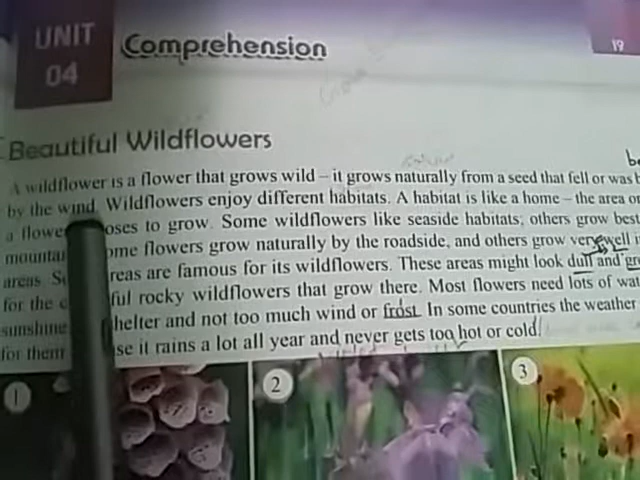 UNIT
04
Comprehension
19
Beautiful Wildflowers
A wildflower is a flower that grows wild – it grows naturally from a seed that fell or was
by the wind. Wildflowers enjoy different habitats. A habitat is like a home – the area or
a flower oses to grow. Some wildflowers like seaside habitats; others grow best
mountai ome flowers grow naturally by the roadside, and others grow very well
areas. reas are famous for its wildflowers. These areas might look dull and gr
for the ful rocky wildflowers that grow there. Most flowers need lots of wat
sunshine helter and not too much wind or frost. In some countries the weather
for them se it rains a lot all year and never gets too hot or cold.
1
2
3